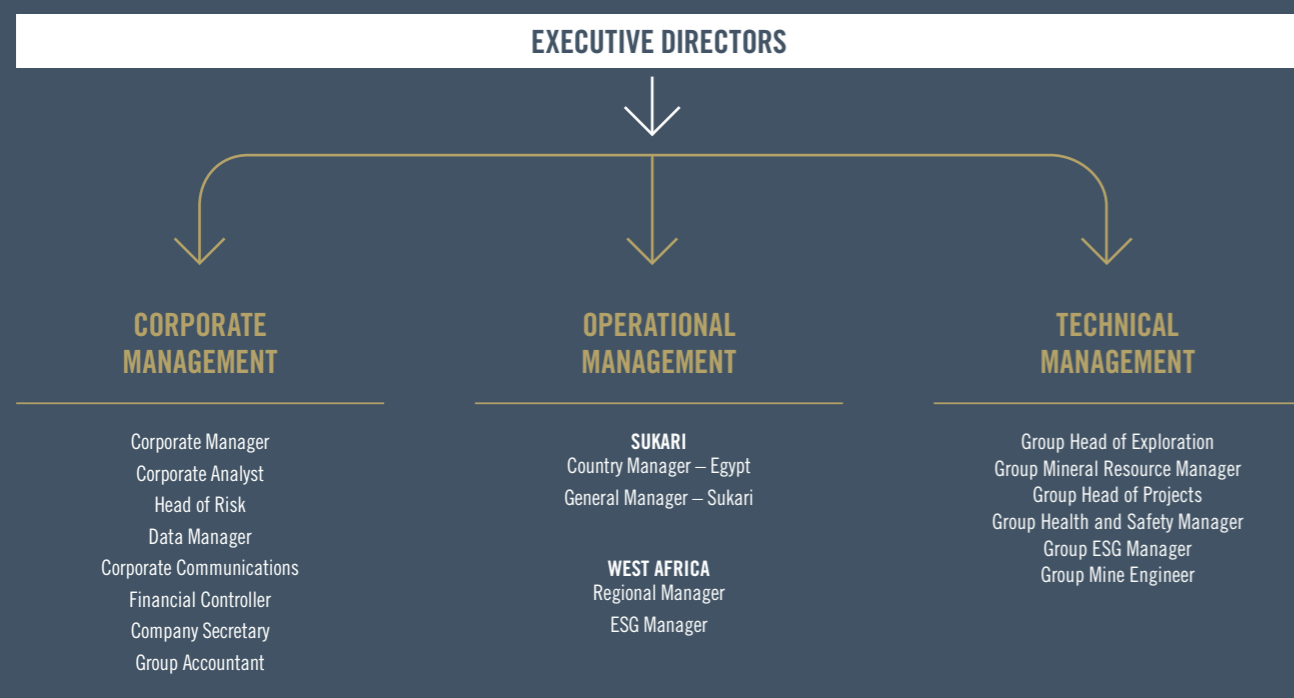 EXECUTIVE DIRECTORS
CORPORATE
MANAGEMENT
Corporate Manager
Corporate Analyst
Head of Risk
Data Manager
Corporate Communications
Financial Controller
Company Secretary
Group Accountant
OPERATIONAL
MANAGEMENT
SUKARI
Country Manager – Egypt
General Manager – Sukari
WEST AFRICA
Regional Manager
ESG Manager
TECHNICAL
MANAGEMENT
Group Head of Exploration
Group Mineral Resource Manager
Group Head of Projects
Group Health and Safety Manager
Group ESG Manager
Group Mine Engineer